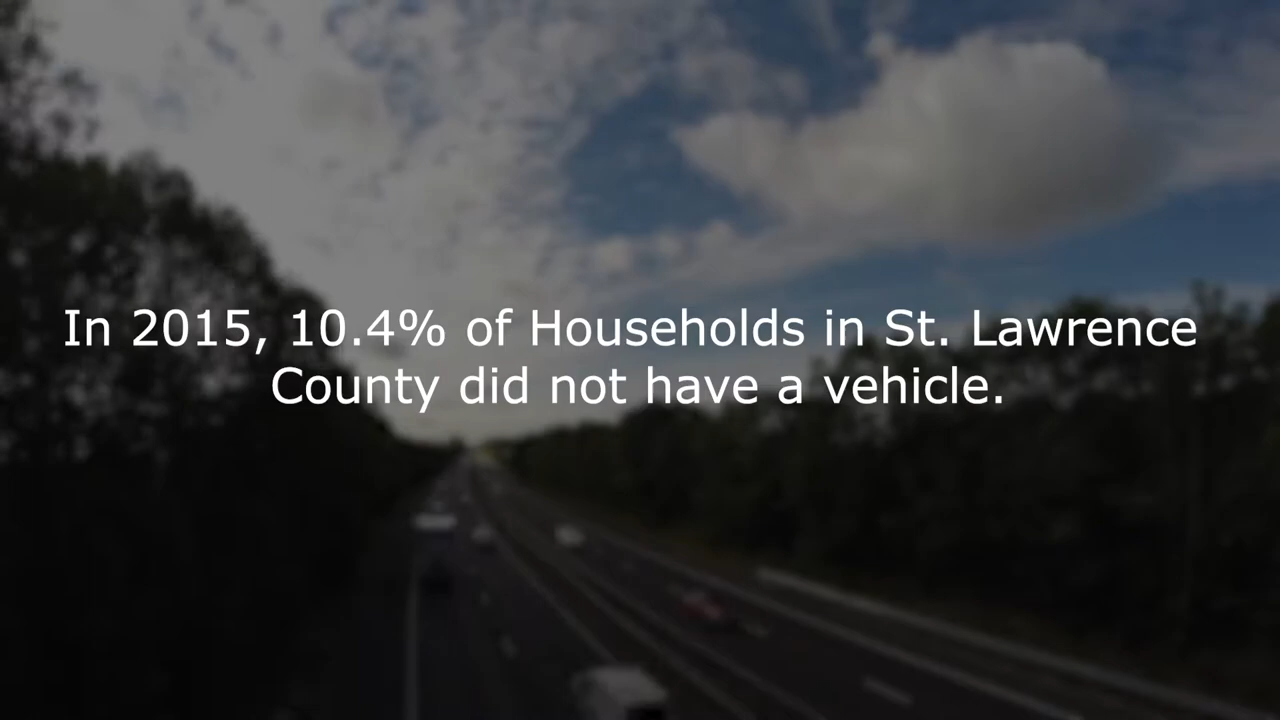 In 2015, 10.4% of Households in St. Lawrence
County did not have a vehicle.